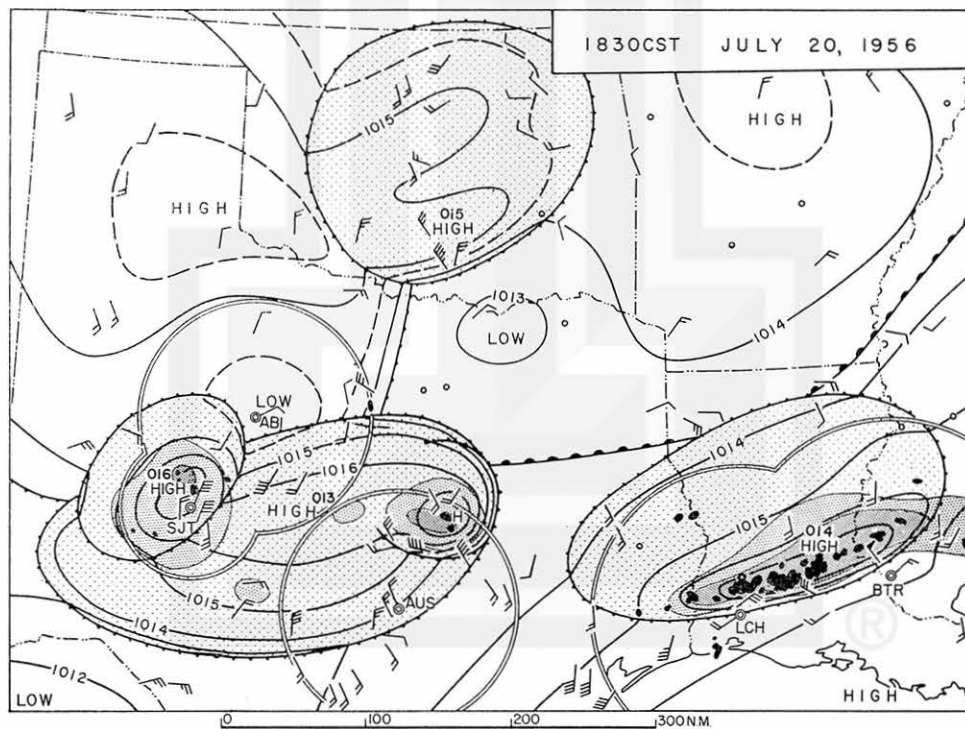 1830CST JULY 20, 1956
HIGH
1015
HIGH
015
HIGH
1013
LOW
1014
LOW
ABI
1014
1015
1016
016
HIGH
013
HIGH
H
SJT
1015
014
HIGH
1015
AUS
BTR
LCH
1014
1012
LOW
HIGH
®
0 100 200 300 N.M.